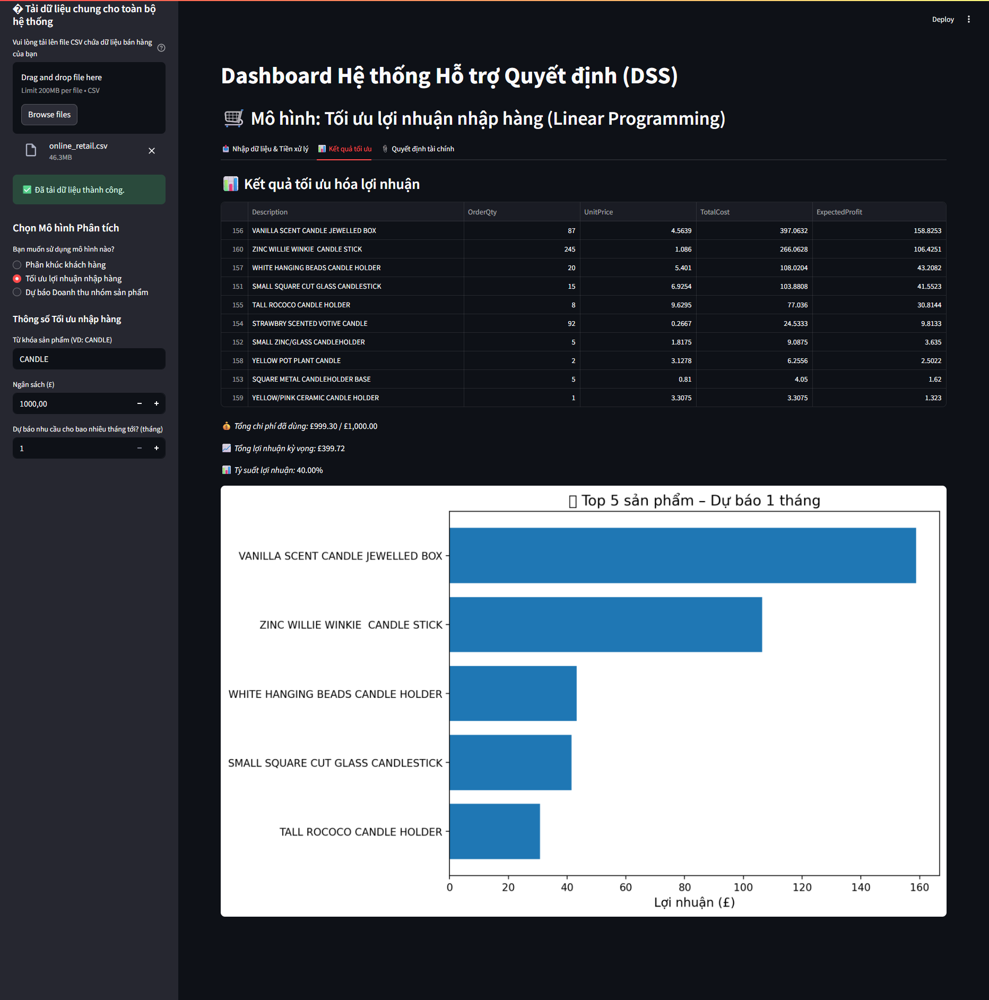 � Tải dữ liệu chung cho toàn bộ
hệ thống
Vui lòng tải lên file CSV chứa dữ liệu bán hàng
của bạn
Drag and drop file here
Limit 200MB per file • CSV
Browse files
online_retail.csv
46.3MB
✅ Đã tải dữ liệu thành công.
Chọn Mô hình Phân tích
Bạn muốn sử dụng mô hình nào?
Phân khúc khách hàng
Tối ưu lợi nhuận nhập hàng
Dự báo Doanh thu nhóm sản phẩm
Thông số Tối ưu nhập hàng
Từ khóa sản phẩm (VD: CANDLE)
CANDLE
Ngân sách (£)
1000,00
Dự báo nhu cầu cho bao nhiêu tháng tới? (tháng)
1
Deploy
Dashboard Hệ thống Hỗ trợ Quyết định (DSS)
🛒 Mô hình: Tối ưu lợi nhuận nhập hàng (Linear Programming)
📥 Nhập dữ liệu & Tiền xử lý 📊 Kết quả tối ưu 📎 Quyết định tài chính
📊 Kết quả tối ưu hóa lợi nhuận
Description OrderQty UnitPrice TotalCost ExpectedProfit
156 VANILLA SCENT CANDLE JEWELLED BOX 87 4.5639 397.0632 158.8253
160 ZINC WILLIE WINKIE  CANDLE STICK 245 1.086 266.0628 106.4251
157 WHITE HANGING BEADS CANDLE HOLDER 20 5.401 108.0204 43.2082
151 SMALL SQUARE CUT GLASS CANDLESTICK 15 6.9254 103.8808 41.5523
155 TALL ROCOCO CANDLE HOLDER 8 9.6295 77.036 30.8144
154 STRAWBRY SCENTED VOTIVE CANDLE 92 0.2667 24.5333 9.8133
152 SMALL ZINC/GLASS CANDLEHOLDER 5 1.8175 9.0875 3.635
158 YELLOW POT PLANT CANDLE 2 3.1278 6.2556 2.5022
153 SQUARE METAL CANDLEHOLDER BASE 5 0.81 4.05 1.62
159 YELLOW/PINK CERAMIC CANDLE HOLDER 1 3.3075 3.3075 1.323
💰 Tổng chi phí đã dùng: £999.30 / £1,000.00
📈 Tổng lợi nhuận kỳ vọng: £399.72
📊 Tỷ suất lợi nhuận: 40.00%
Top 5 sản phẩm – Dự báo 1 tháng
VANILLA SCENT CANDLE JEWELLED BOX
ZINC WILLIE WINKIE  CANDLE STICK
WHITE HANGING BEADS CANDLE HOLDER
SMALL SQUARE CUT GLASS CANDLESTICK
TALL ROCOCO CANDLE HOLDER
0 20 40 60 80 100 120 140 160
Lợi nhuận (£)